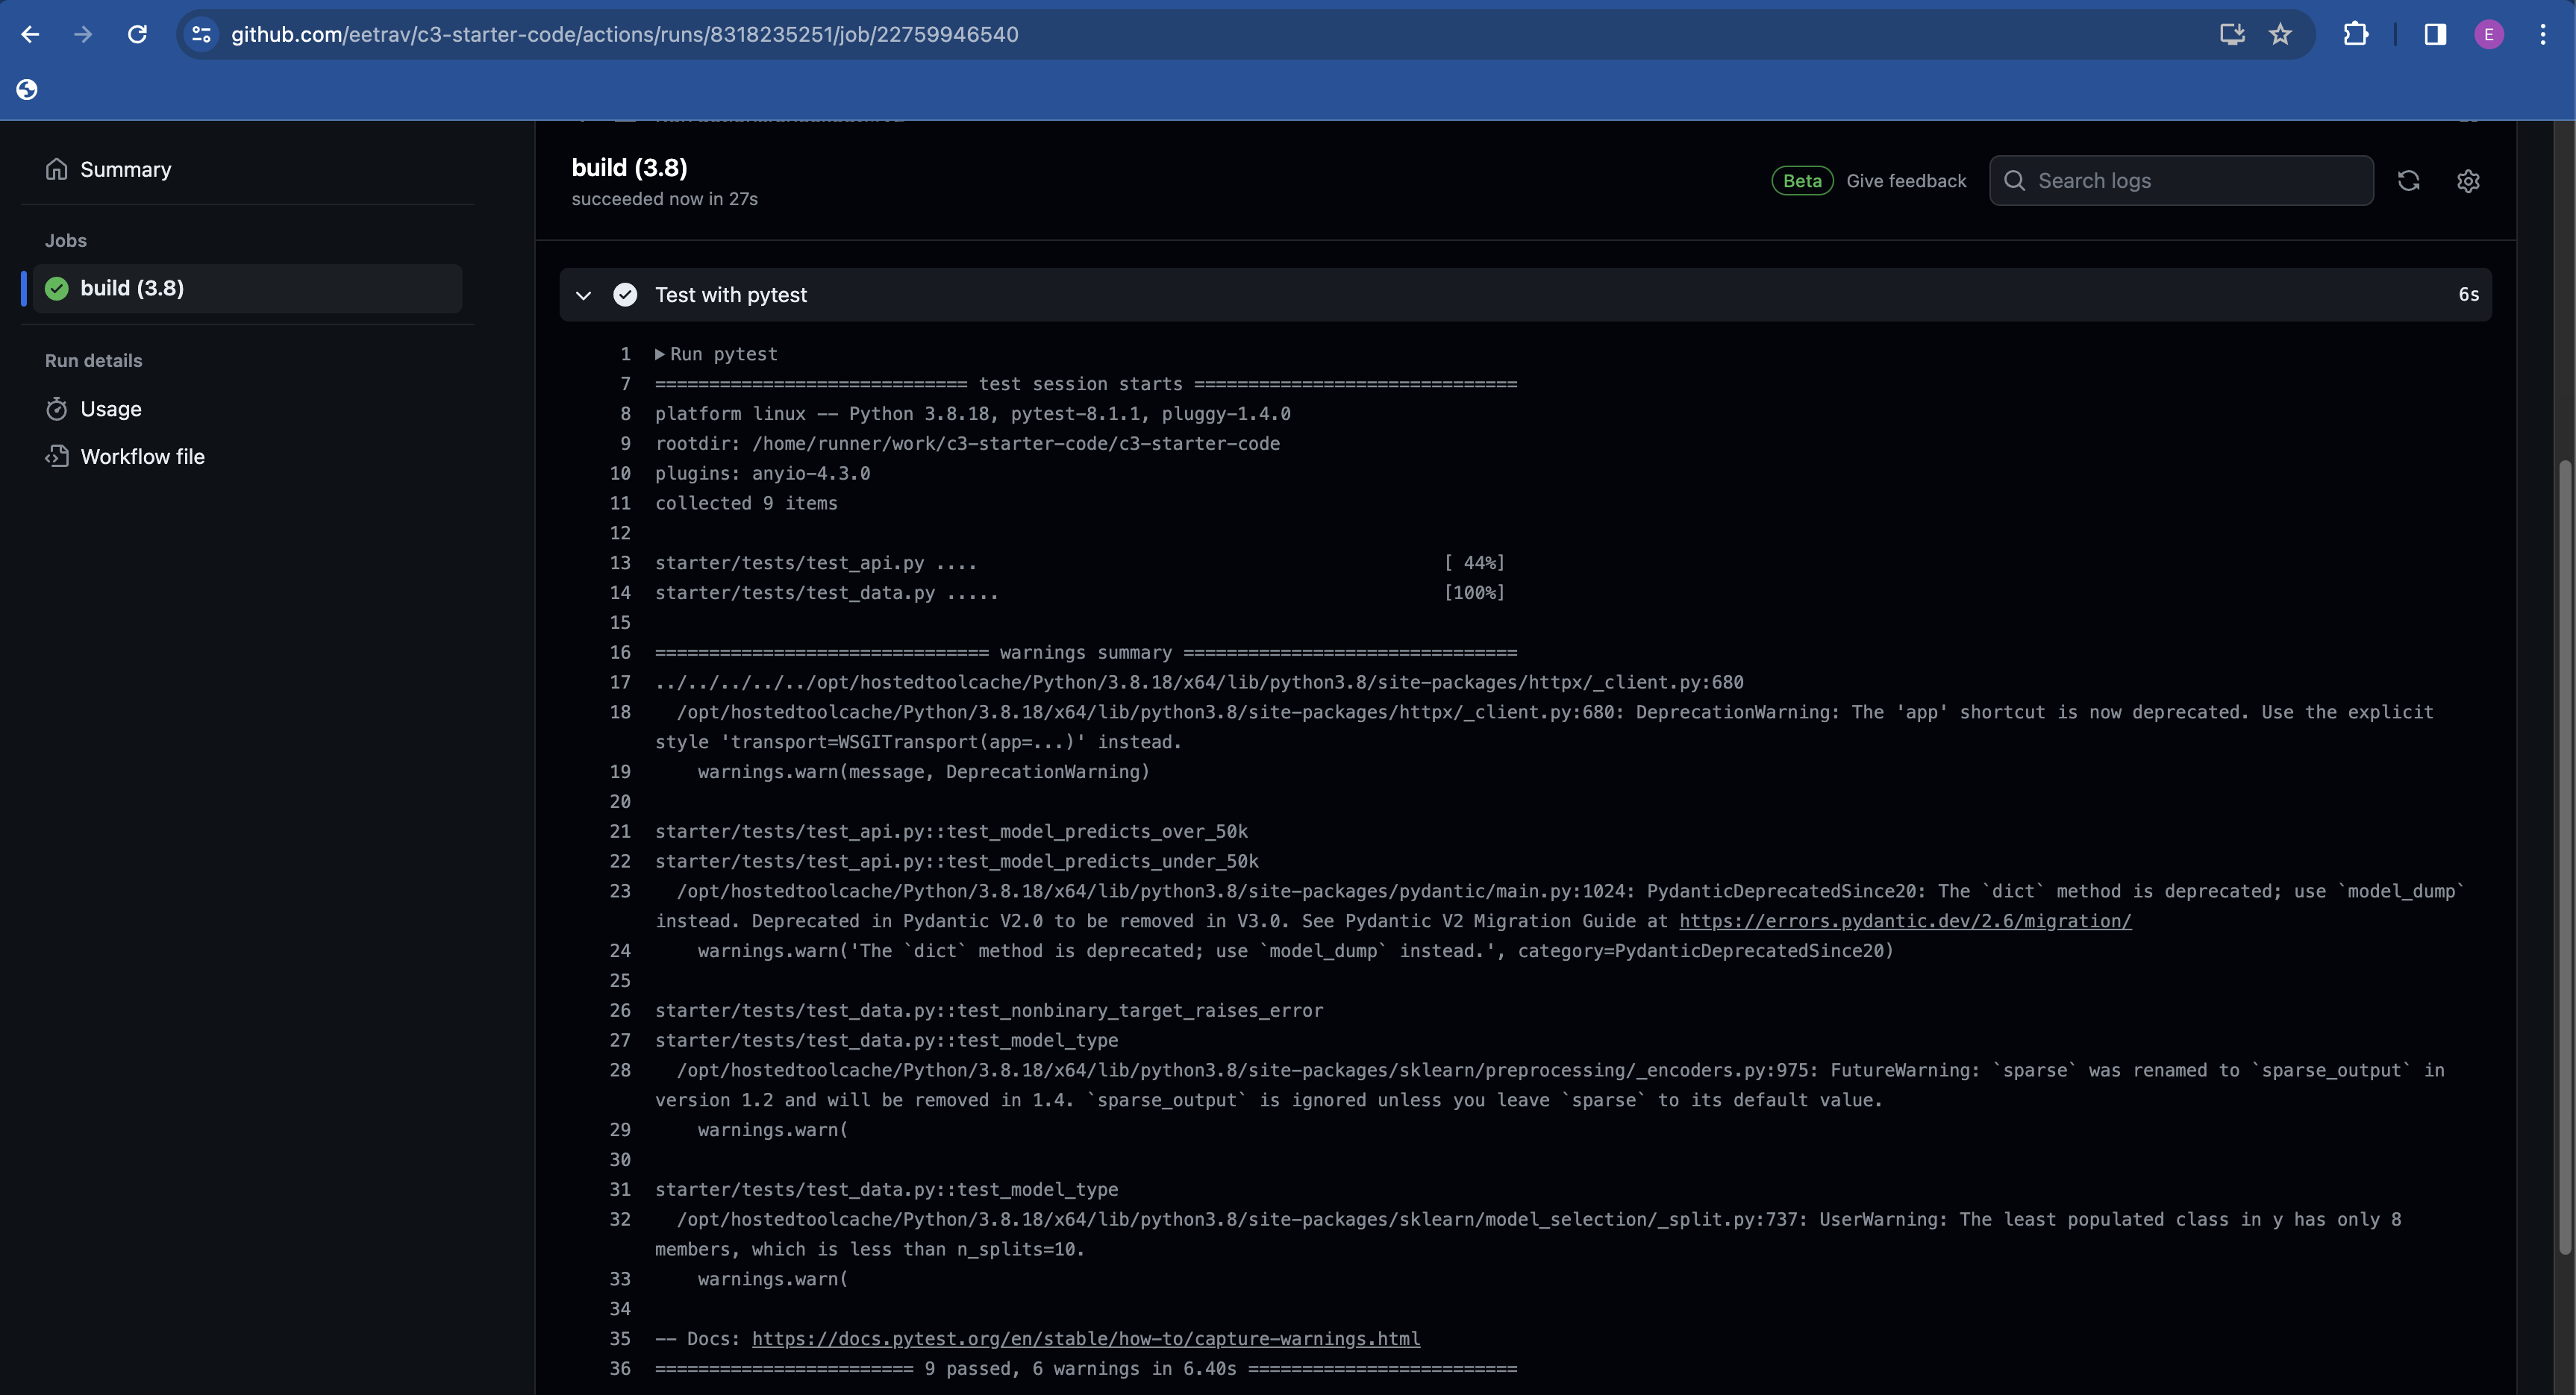 github.com/eetrav/c3-starter-code/actions/runs/8318235251/job/22759946540
E
Summary
Jobs
build (3.8)
Run details
Usage
Workflow file
build (3.8)
succeeded now in 27s
Beta
Give feedback
Search logs
Test with pytest
6s
1 Run pytest
7 ============================= test session starts ==============================
8 platform linux -- Python 3.8.18, pytest-8.1.1, pluggy-1.4.0
9 rootdir: /home/runner/work/c3-starter-code/c3-starter-code
10 plugins: anyio-4.3.0
11 collected 9 items
12
13 starter/tests/test_api.py .... [ 44%]
14 starter/tests/test_data.py ..... [100%]
15
16 =============================== warnings summary ===============================
17 ../../../../../opt/hostedtoolcache/Python/3.8.18/x64/lib/python3.8/site-packages/httpx/_client.py:680
18 /opt/hostedtoolcache/Python/3.8.18/x64/lib/python3.8/site-packages/httpx/_client.py:680: DeprecationWarning: The 'app' shortcut is now deprecated. Use the explicit
style 'transport=WSGITransport(app=...)' instead.
19 warnings.warn(message, DeprecationWarning)
20
21 starter/tests/test_api.py::test_model_predicts_over_50k
22 starter/tests/test_api.py::test_model_predicts_under_50k
23 /opt/hostedtoolcache/Python/3.8.18/x64/lib/python3.8/site-packages/pydantic/main.py:1024: PydanticDeprecatedSince20: The `dict` method is deprecated; use `model_dump`
instead. Deprecated in Pydantic V2.0 to be removed in V3.0. See Pydantic V2 Migration Guide at https://errors.pydantic.dev/2.6/migration/
24 warnings.warn('The `dict` method is deprecated; use `model_dump` instead.', category=PydanticDeprecatedSince20)
25
26 starter/tests/test_data.py::test_nonbinary_target_raises_error
27 starter/tests/test_data.py::test_model_type
28 /opt/hostedtoolcache/Python/3.8.18/x64/lib/python3.8/site-packages/sklearn/preprocessing/_encoders.py:975: FutureWarning: `sparse` was renamed to `sparse_output` in
version 1.2 and will be removed in 1.4. `sparse_output` is ignored unless you leave `sparse` to its default value.
29 warnings.warn(
30
31 starter/tests/test_data.py::test_model_type
32 /opt/hostedtoolcache/Python/3.8.18/x64/lib/python3.8/site-packages/sklearn/model_selection/_split.py:737: UserWarning: The least populated class in y has only 8
members, which is less than n_splits=10.
33 warnings.warn(
34
35 -- Docs: https://docs.pytest.org/en/stable/how-to/capture-warnings.html
36 ======================== 9 passed, 6 warnings in 6.40s =========================